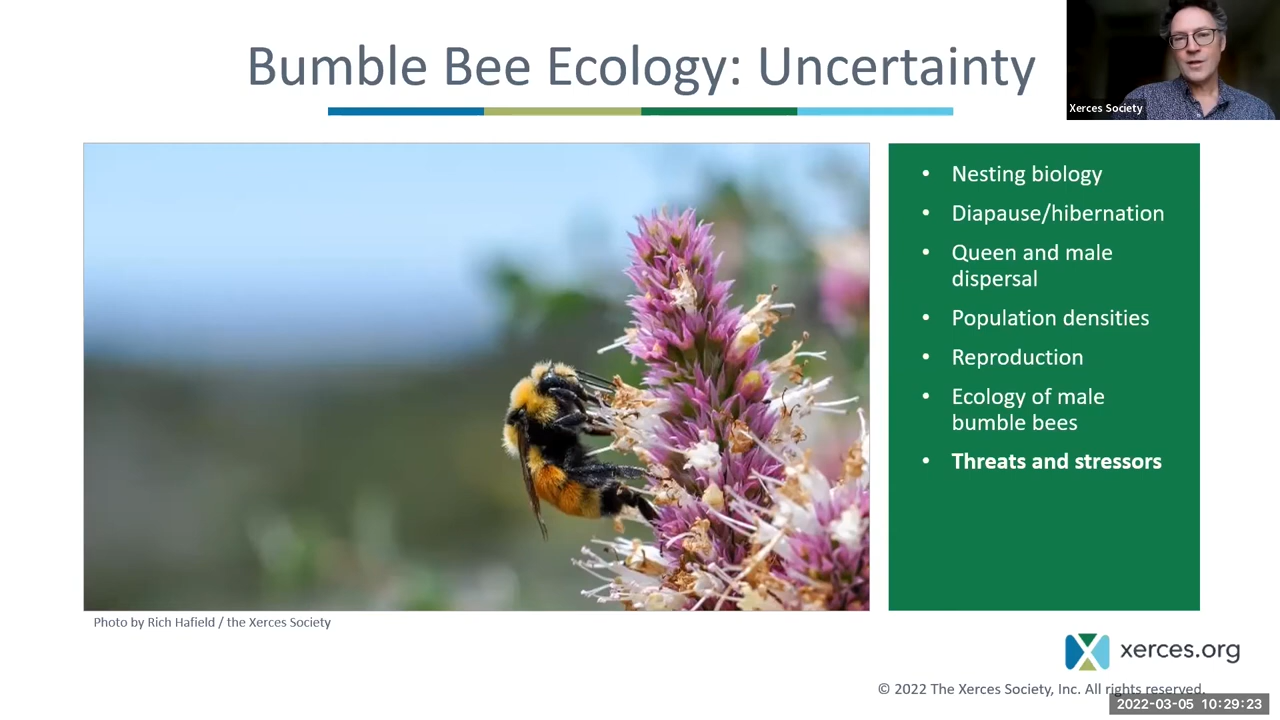 Bumble Bee Ecology: Uncertainty
Xerces Society
• Nesting biology
• Diapause/hibernation
• Queen and male
dispersal
• Population densities
• Reproduction
• Ecology of male
bumble bees
• Threats and stressors
Photo by Rich Hafield / the Xerces Society
xerces.org
© 2022 The Xerces Society, Inc. All rights reserved.
2022-03-05 10:29:23